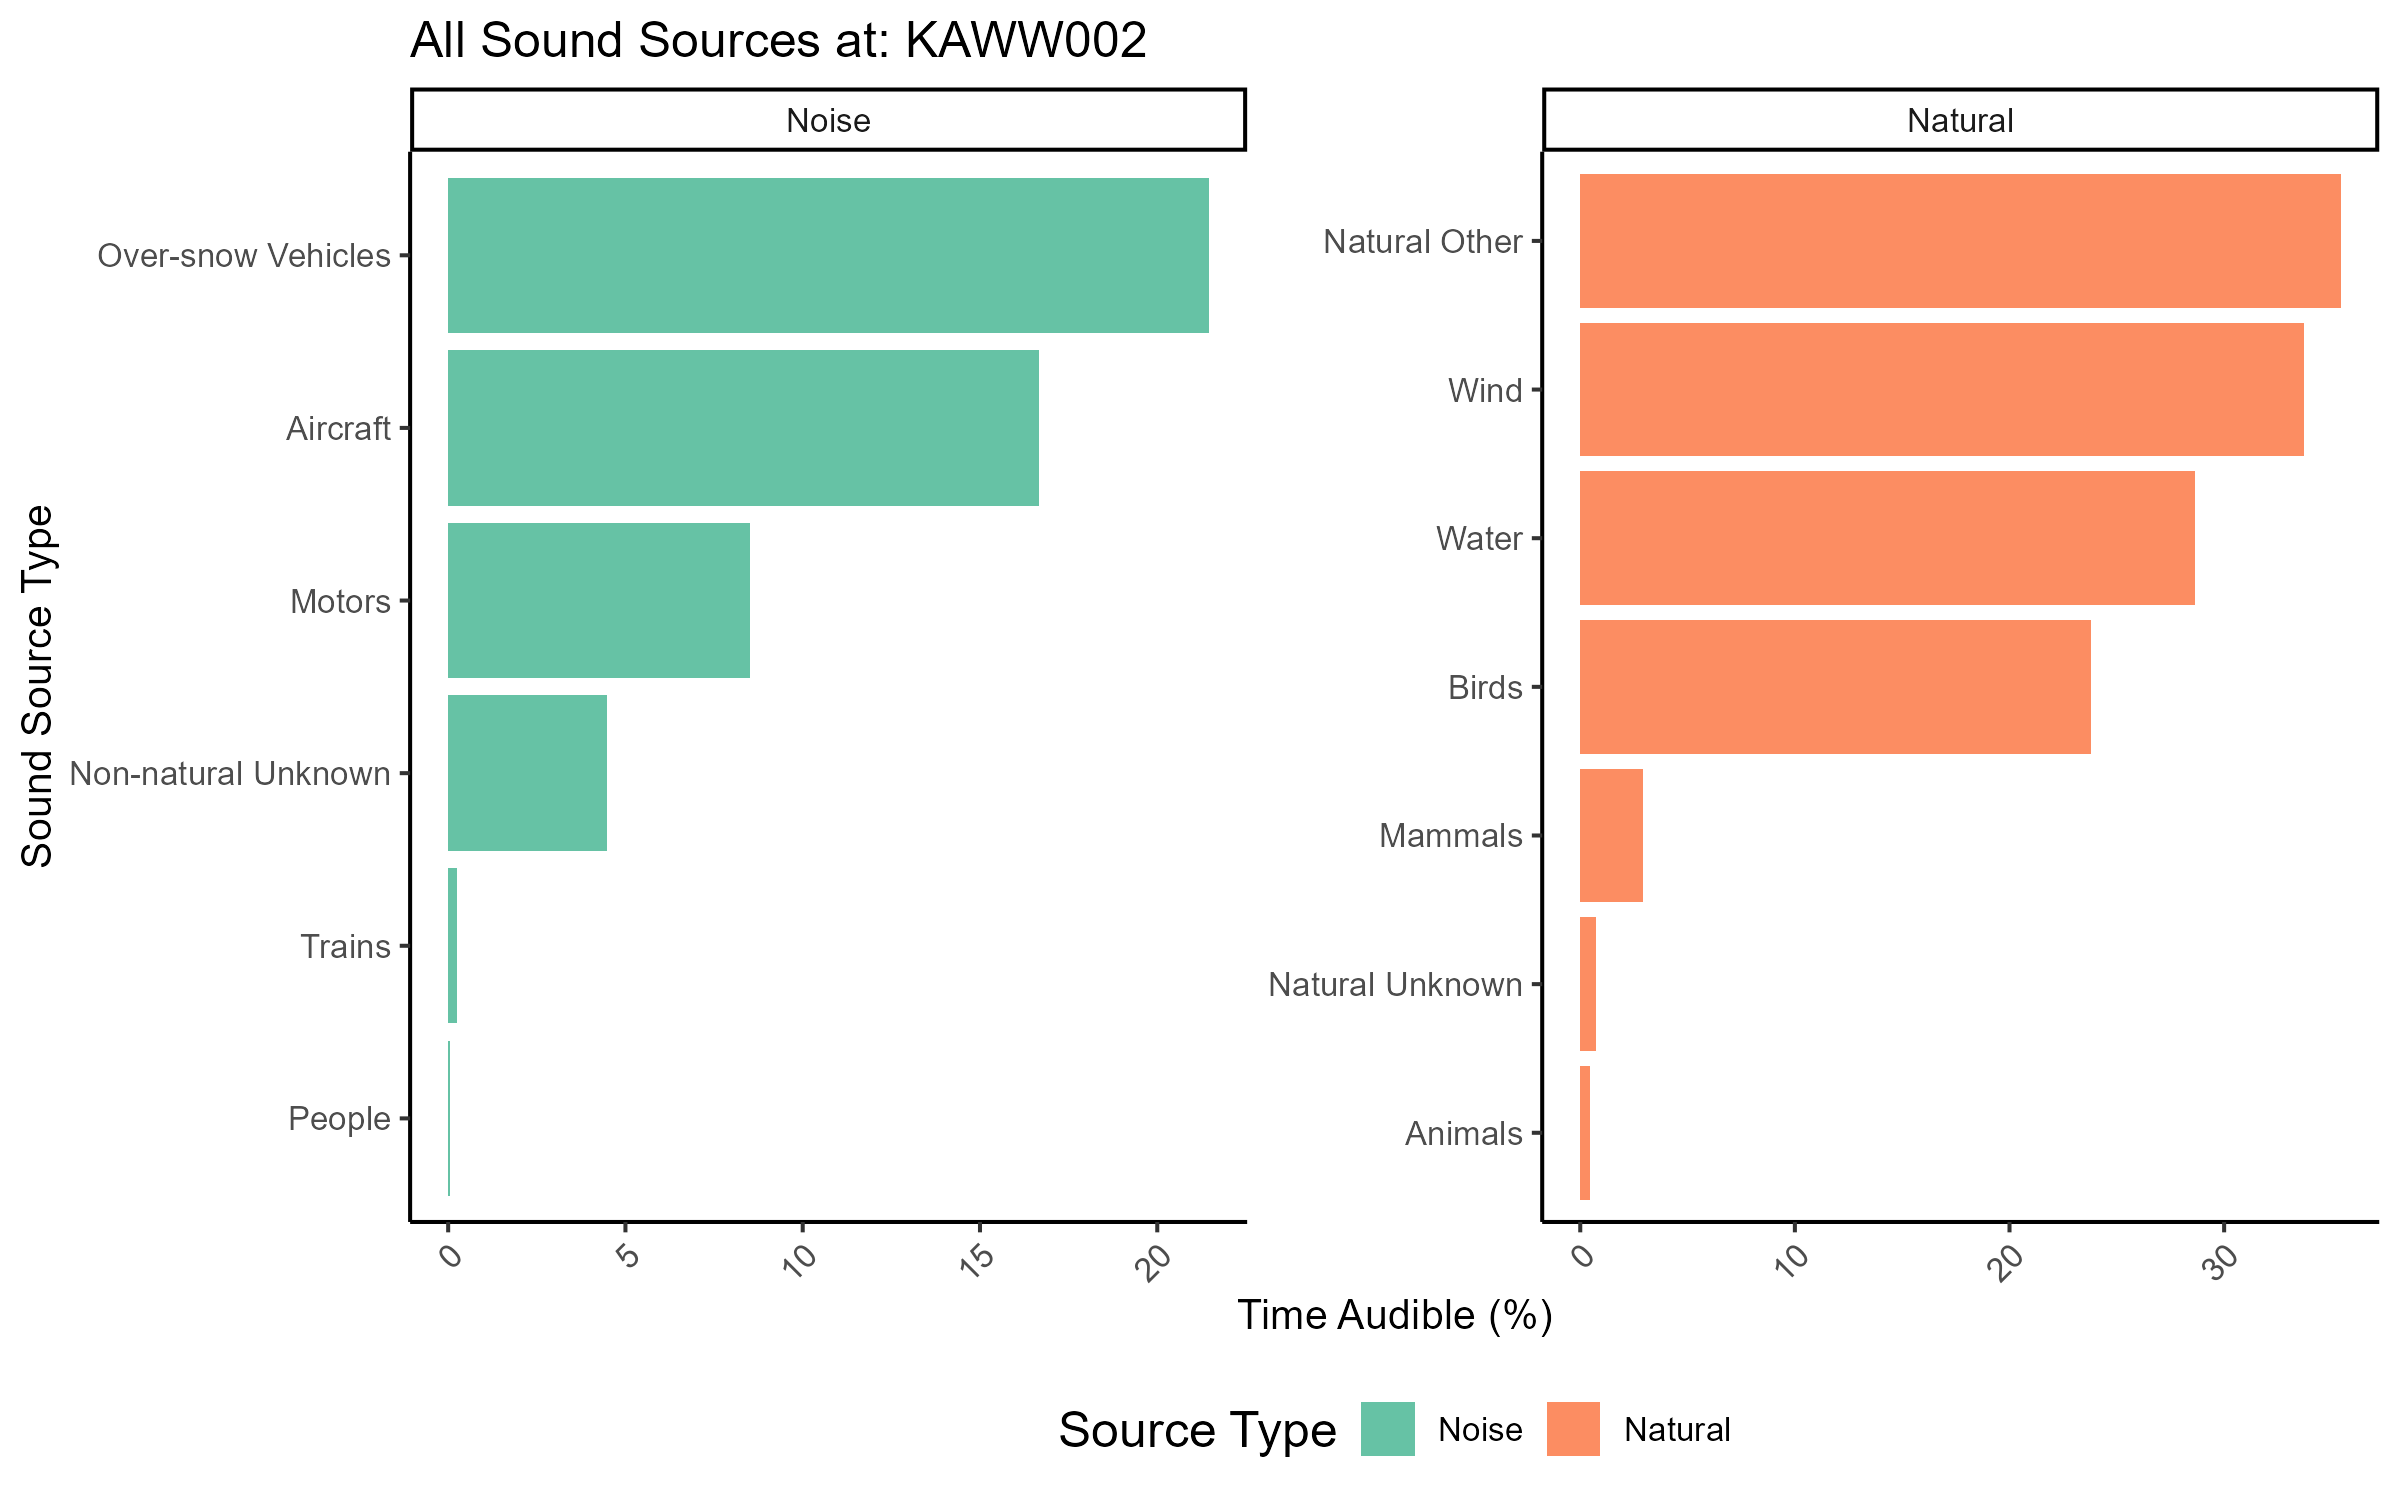 All Sound Sources at: KAWW002
Noise
Natural
Sound Source Type
Over-snow Vehicles
Aircraft
Motors
Non-natural Unknown
Trains
People
Natural Other
Wind
Water
Birds
Mammals
Natural Unknown
Animals
0 5 10 15 20
0 10 20 30
Time Audible (%)
Source Type Noise Natural